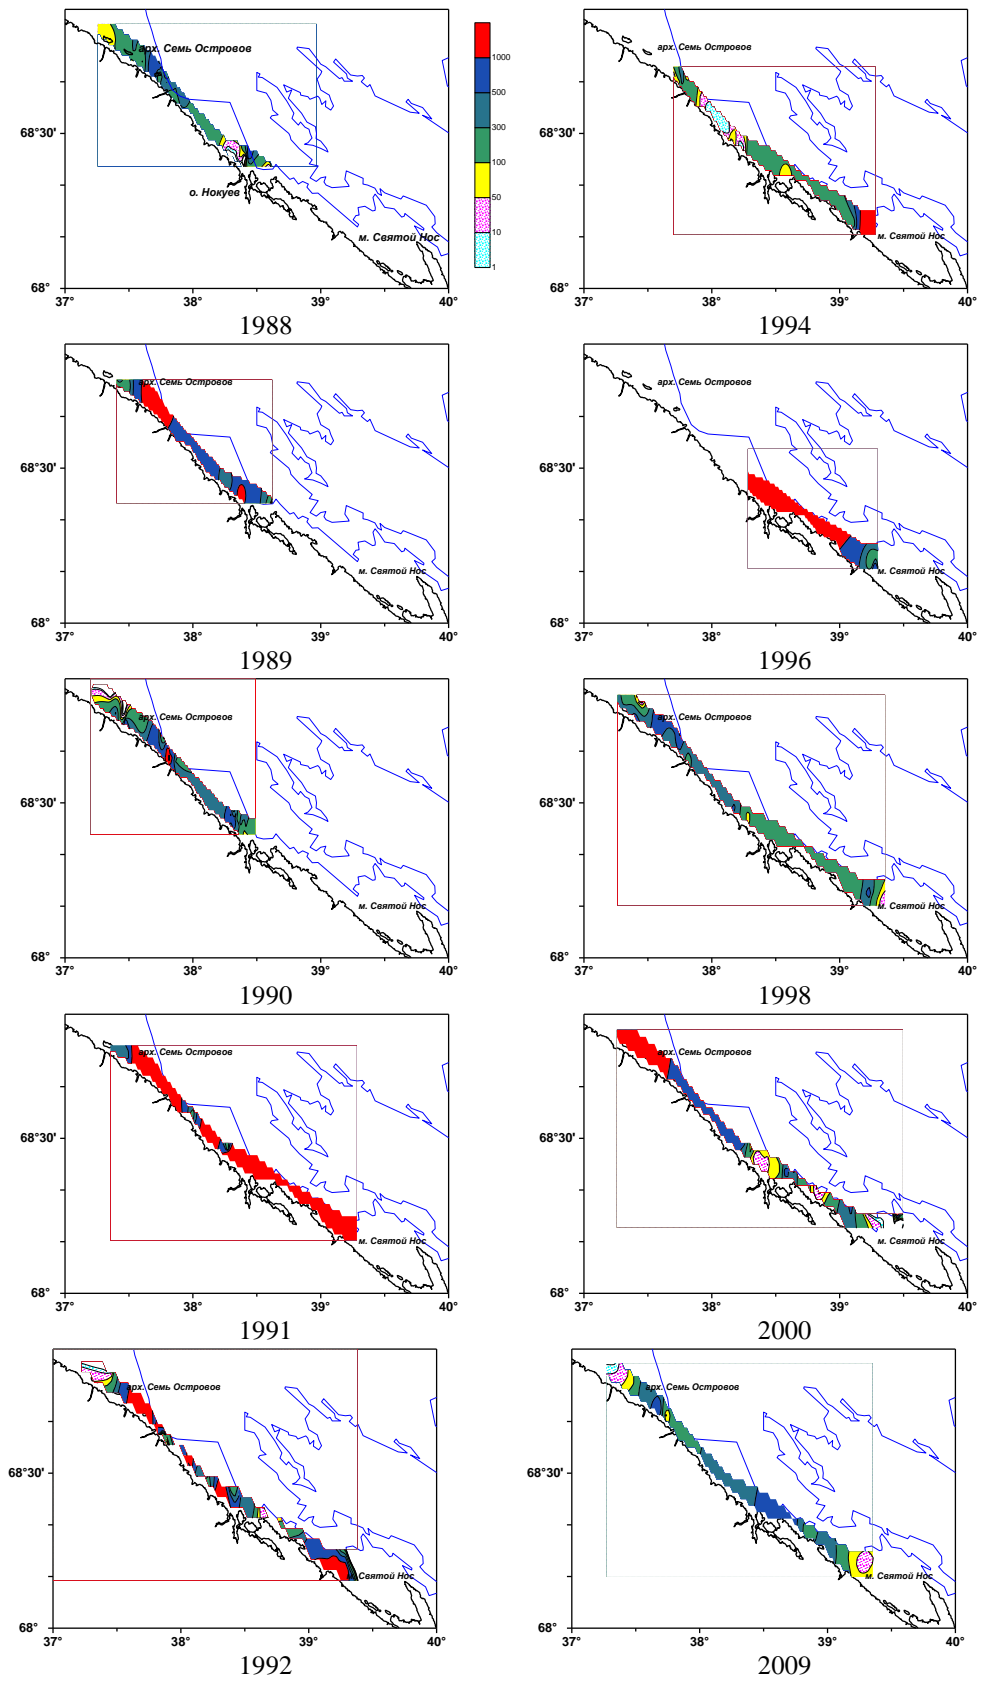 арх. Семь Островов
68°30'
о. Нокуев
м. Святой Нос
68°
37° 38° 39° 40°
1988
1000
500
300
100
50
10
1
арх. Семь Островов
68°30'
м. Святой Нос
68°
37° 38° 39° 40°
1994
арх. Семь Островов
68°30'
м. Святой Нос
68°
37° 38° 39° 40°
1989
арх. Семь Островов
68°30'
м. Святой Нос
68°
37° 38° 39° 40°
1996
арх. Семь Островов
68°30'
м. Святой Нос
68°
37° 38° 39° 40°
1990
арх. Семь Островов
68°30'
м. Святой Нос
68°
37° 38° 39° 40°
1998
арх. Семь Островов
68°30'
м. Святой Нос
68°
37° 38° 39° 40°
1991
арх. Семь Островов
68°30'
м. Святой Нос
68°
37° 38° 39° 40°
2000
арх. Семь Островов
68°30'
Святой Нос
68°
37° 38° 39° 40°
1992
арх. Семь Островов
68°30'
м. Святой Нос
68°
37° 38° 39° 40°
2009